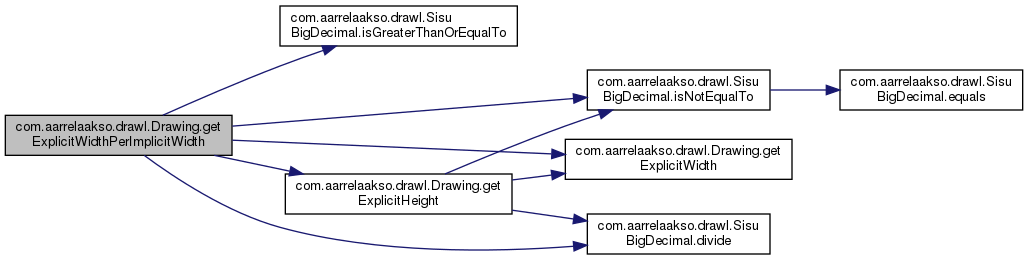 com.aarrelaakso.drawl.Sisu
BigDecimal.isGreaterThanOrEqualTo
com.aarrelaakso.drawl.Sisu
BigDecimal.isNotEqualTo
com.aarrelaakso.drawl.Sisu
BigDecimal.equals
com.aarrelaakso.drawl.Drawing.get
ExplicitWidthPerImplicitWidth
com.aarrelaakso.drawl.Drawing.get
ExplicitWidth
com.aarrelaakso.drawl.Drawing.get
ExplicitHeight
com.aarrelaakso.drawl.Sisu
BigDecimal.divide